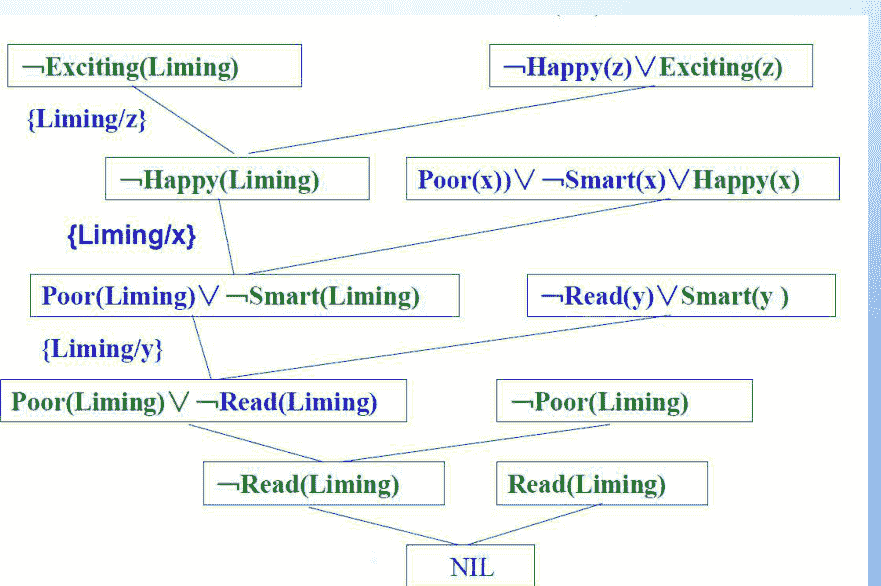 ¬Exciting(Liming)
¬Happy(z)∨Exciting(z)
{Liming/z}
¬Happy(Liming)
Poor(x))∨ ¬Smart(x)∨Happy(x)
{Liming/x}
Poor(Liming)∨ ¬Smart(Liming)
¬Read(y)∨Smart(y )
{Liming/y}
Poor(Liming)∨ ¬Read(Liming)
¬Poor(Liming)
¬Read(Liming)
Read(Liming)
NIL